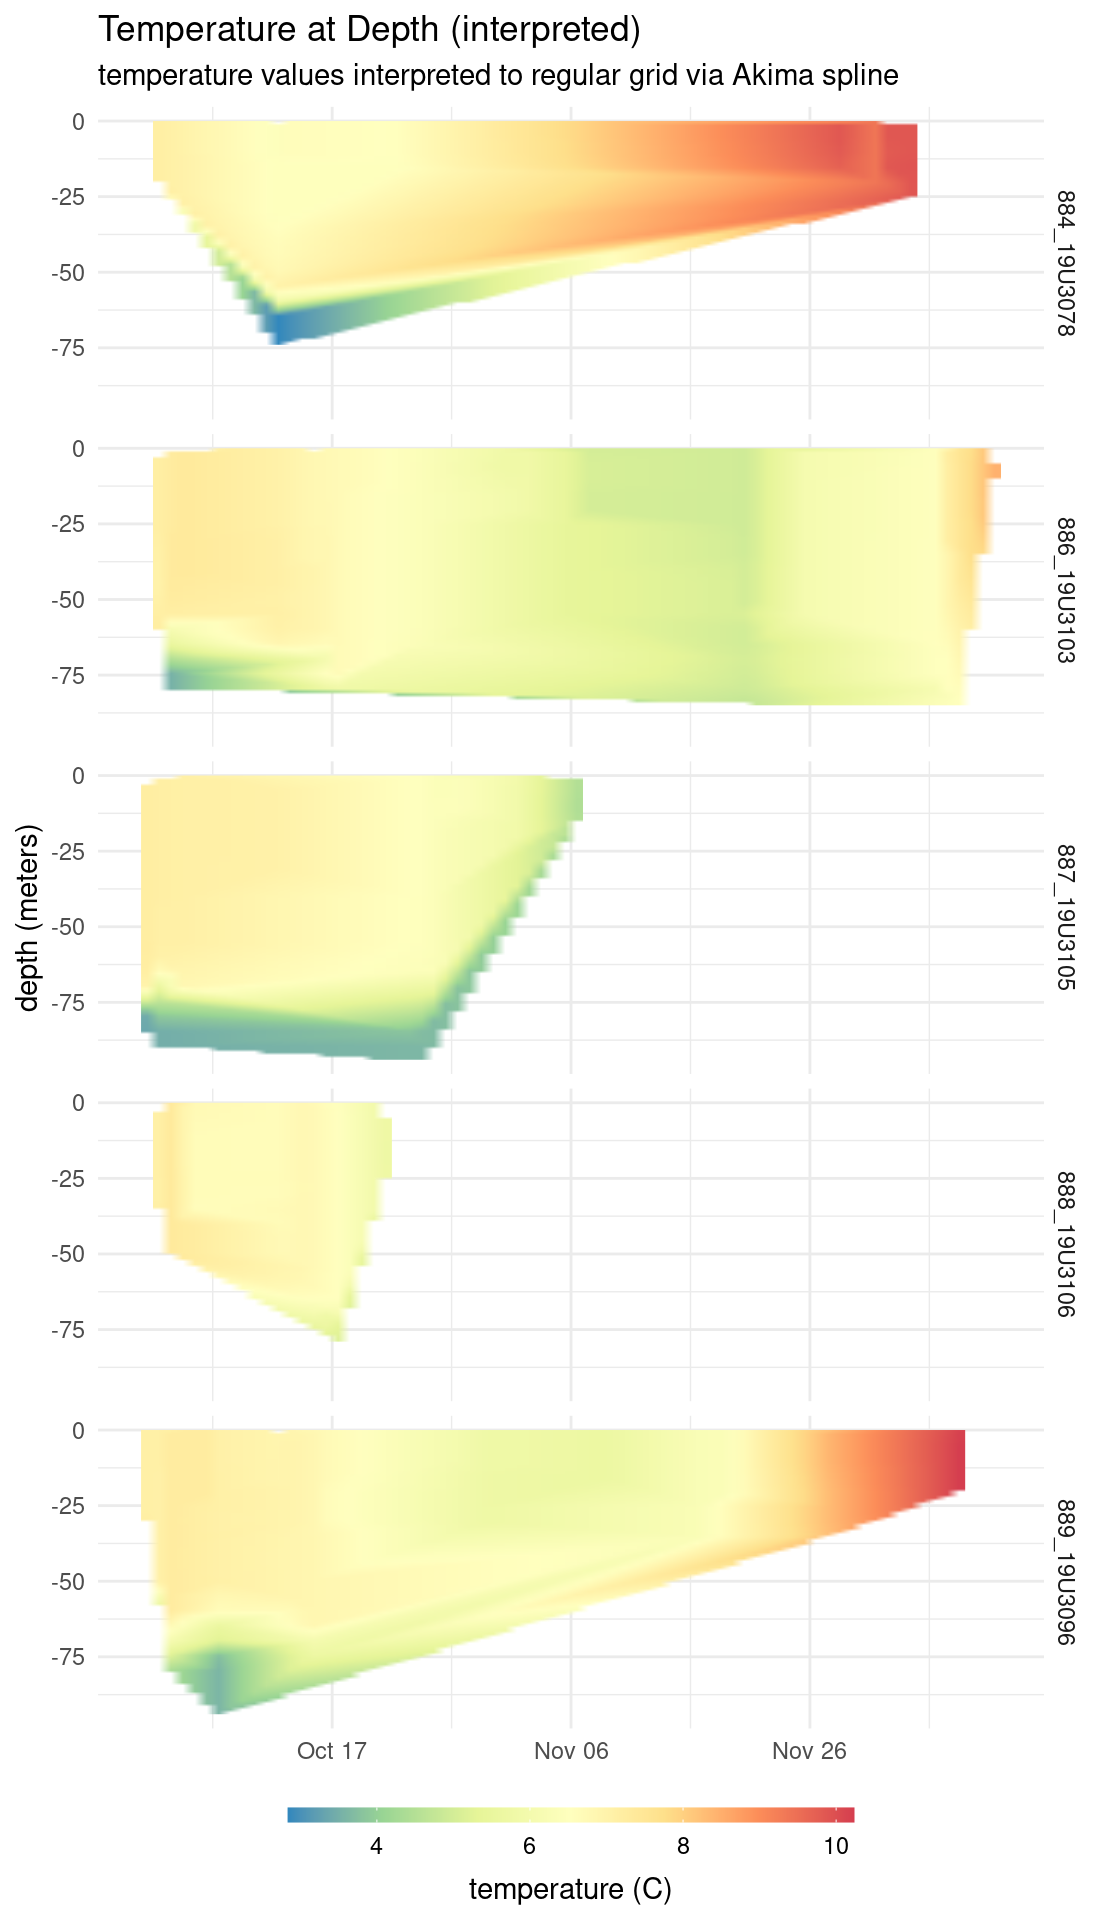 Temperature at Depth (interpreted)
temperature values interpreted to regular grid via Akima spline
0
-25
-50
-75
884_19U3078
0
-25
-50
-75
886_19U3103
0
-25
-50
-75
887_19U3105
depth (meters)
0
-25
-50
-75
888_19U3106
0
-25
-50
-75
889_19U3096
Oct 17 Nov 06 Nov 26
4 6 8 10
temperature (C)